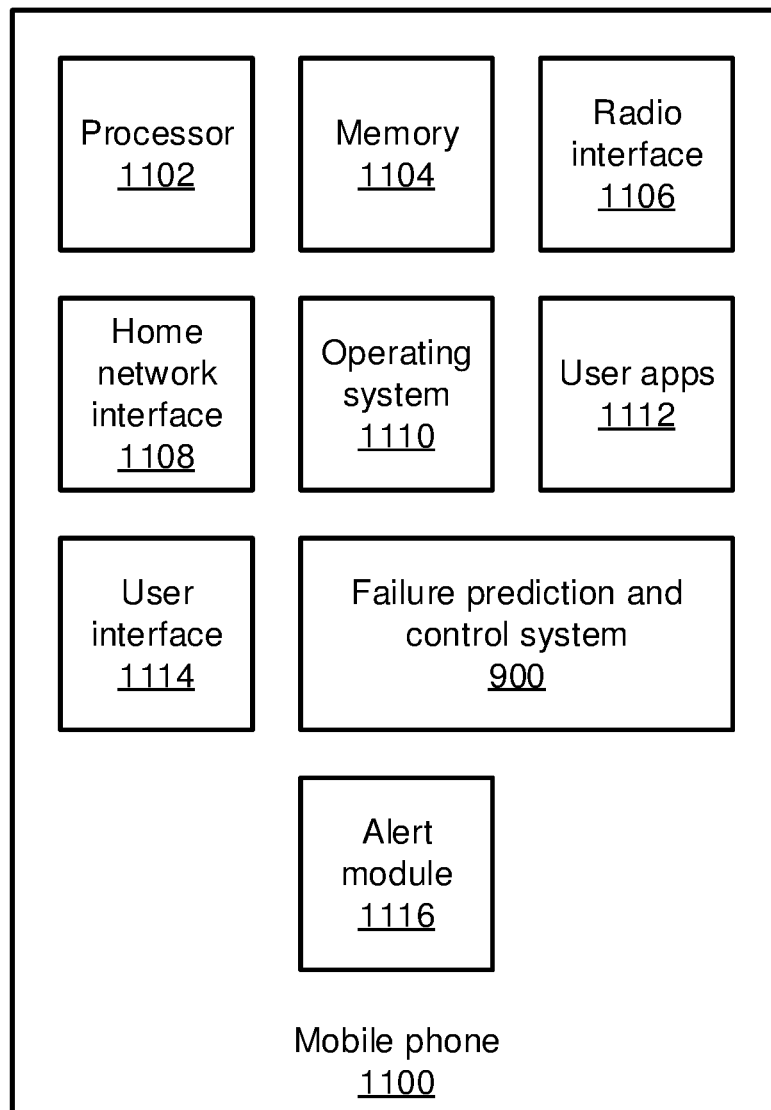 Processor
1102
Memory
1104
Radio
interface
1106
Home
network
interface
1108
Operating
system
1110
User apps
1112
User
interface
1114
Failure prediction and
control system
900
Alert
module
1116
Mobile phone
1100